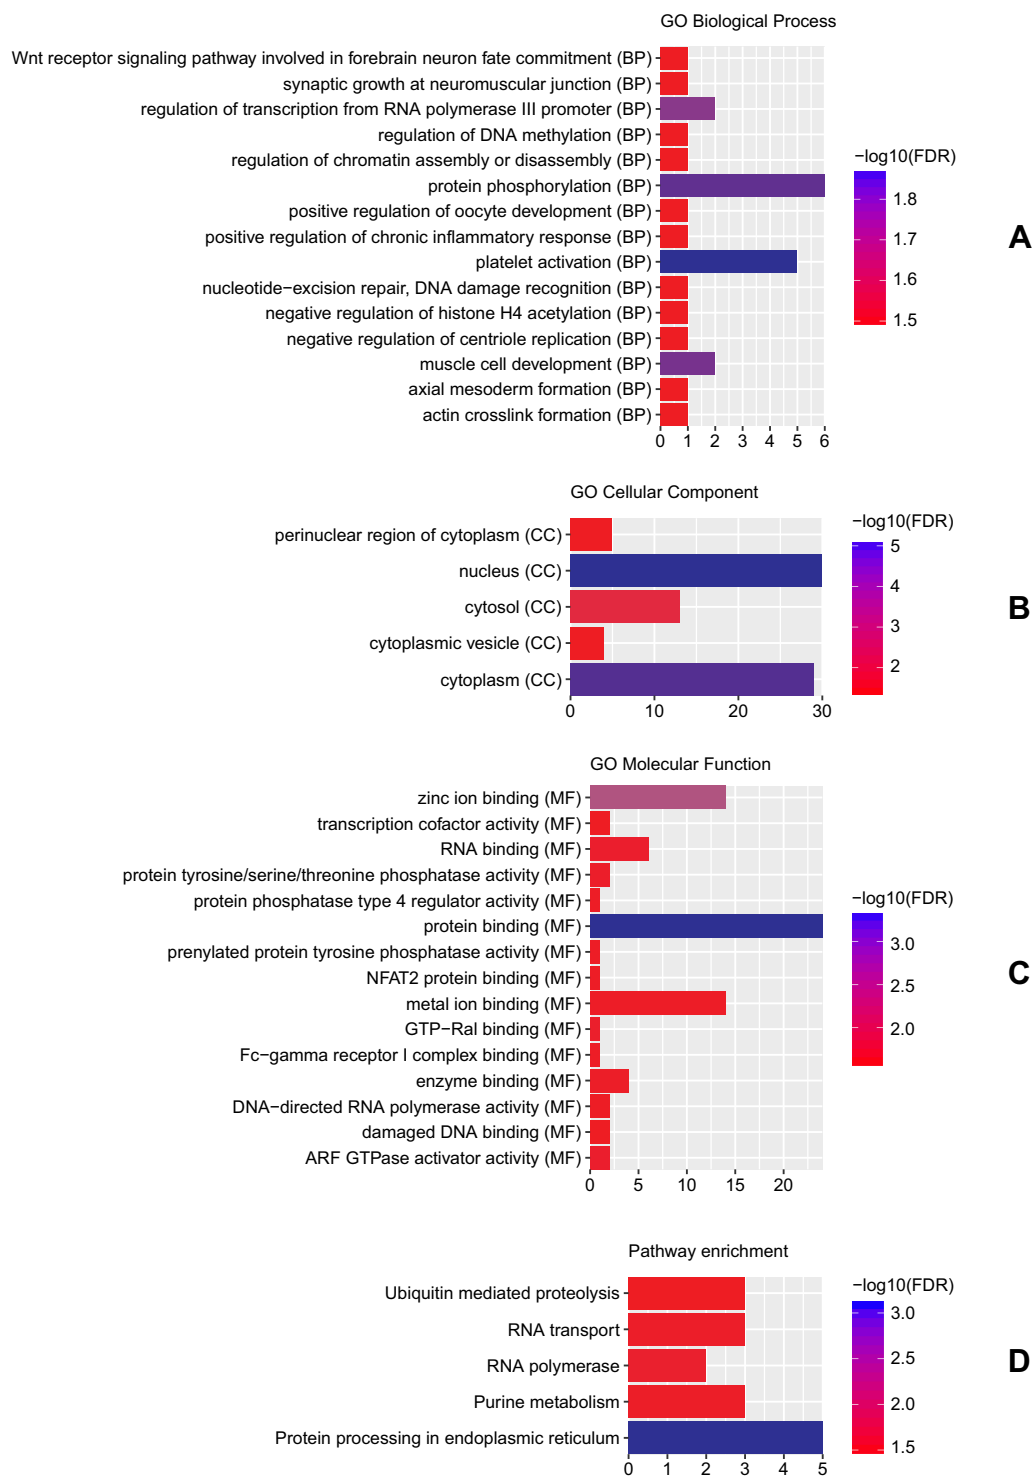 GO Biological Process
Wnt receptor signaling pathway involved in forebrain neuron fate commitment (BP)
synaptic growth at neuromuscular junction (BP)
regulation of transcription from RNA polymerase III promoter (BP)
regulation of DNA methylation (BP)
regulation of chromatin assembly or disassembly (BP)
protein phosphorylation (BP)
positive regulation of oocyte development (BP)
positive regulation of chronic inflammatory response (BP)
platelet activation (BP)
nucleotide−excision repair, DNA damage recognition (BP)
negative regulation of histone H4 acetylation (BP)
negative regulation of centriole replication (BP)
muscle cell development (BP)
axial mesoderm formation (BP)
actin crosslink formation (BP)
0 1 2 3 4 5 6
−log10(FDR)
1.8
1.7
1.6
1.5
A
GO Cellular Component
perinuclear region of cytoplasm (CC)
nucleus (CC)
cytosol (CC)
cytoplasmic vesicle (CC)
cytoplasm (CC)
0 10 20 30
−log10(FDR)
5
4
3
2
B
GO Molecular Function
zinc ion binding (MF)
transcription cofactor activity (MF)
RNA binding (MF)
protein tyrosine/serine/threonine phosphatase activity (MF)
protein phosphatase type 4 regulator activity (MF)
protein binding (MF)
prenylated protein tyrosine phosphatase activity (MF)
NFAT2 protein binding (MF)
metal ion binding (MF)
GTP−Ral binding (MF)
Fc−gamma receptor I complex binding (MF)
enzyme binding (MF)
DNA−directed RNA polymerase activity (MF)
damaged DNA binding (MF)
ARF GTPase activator activity (MF)
0 5 10 15 20
−log10(FDR)
3.0
2.5
2.0
C
Pathway enrichment
Ubiquitin mediated proteolysis
RNA transport
RNA polymerase
Purine metabolism
Protein processing in endoplasmic reticulum
0 1 2 3 4 5
−log10(FDR)
3.0
2.5
2.0
1.5
D